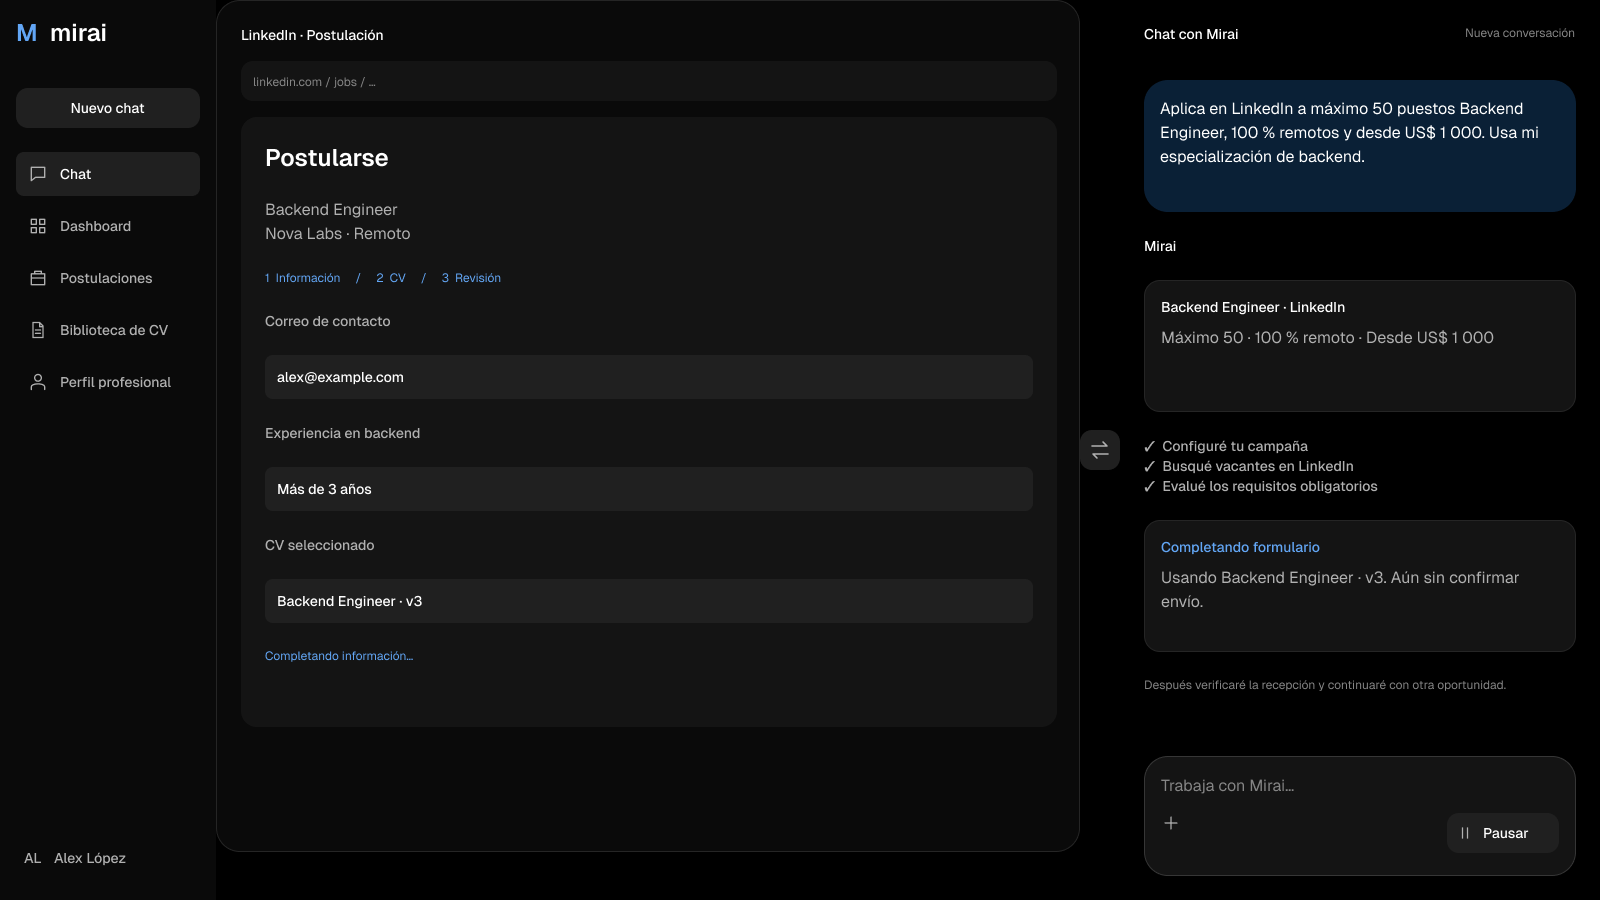 M mirai
Nuevo chat
Chat
Dashboard
Postulaciones
Biblioteca de CV
Perfil profesional
AL Alex López
LinkedIn · Postulación
linkedin.com / jobs / …
Postularse
Backend Engineer
Nova Labs · Remoto
1 Información / 2 CV / 3 Revisión
Correo de contacto
alex@example.com
Experiencia en backend
Más de 3 años
CV seleccionado
Backend Engineer · v3
Completando información…
Chat con Mirai
Nueva conversación
Aplica en LinkedIn a máximo 50 puestos Backend
Engineer, 100 % remotos y desde US$ 1 000. Usa mi
especialización de backend.
Mirai
Backend Engineer · LinkedIn
Máximo 50 · 100 % remoto · Desde US$ 1 000
✓ Configuré tu campaña
✓ Busqué vacantes en LinkedIn
✓ Evalué los requisitos obligatorios
Completando formulario
Usando Backend Engineer · v3. Aún sin confirmar
envío.
Después verificaré la recepción y continuaré con otra oportunidad.
Trabaja con Mirai…
Pausar